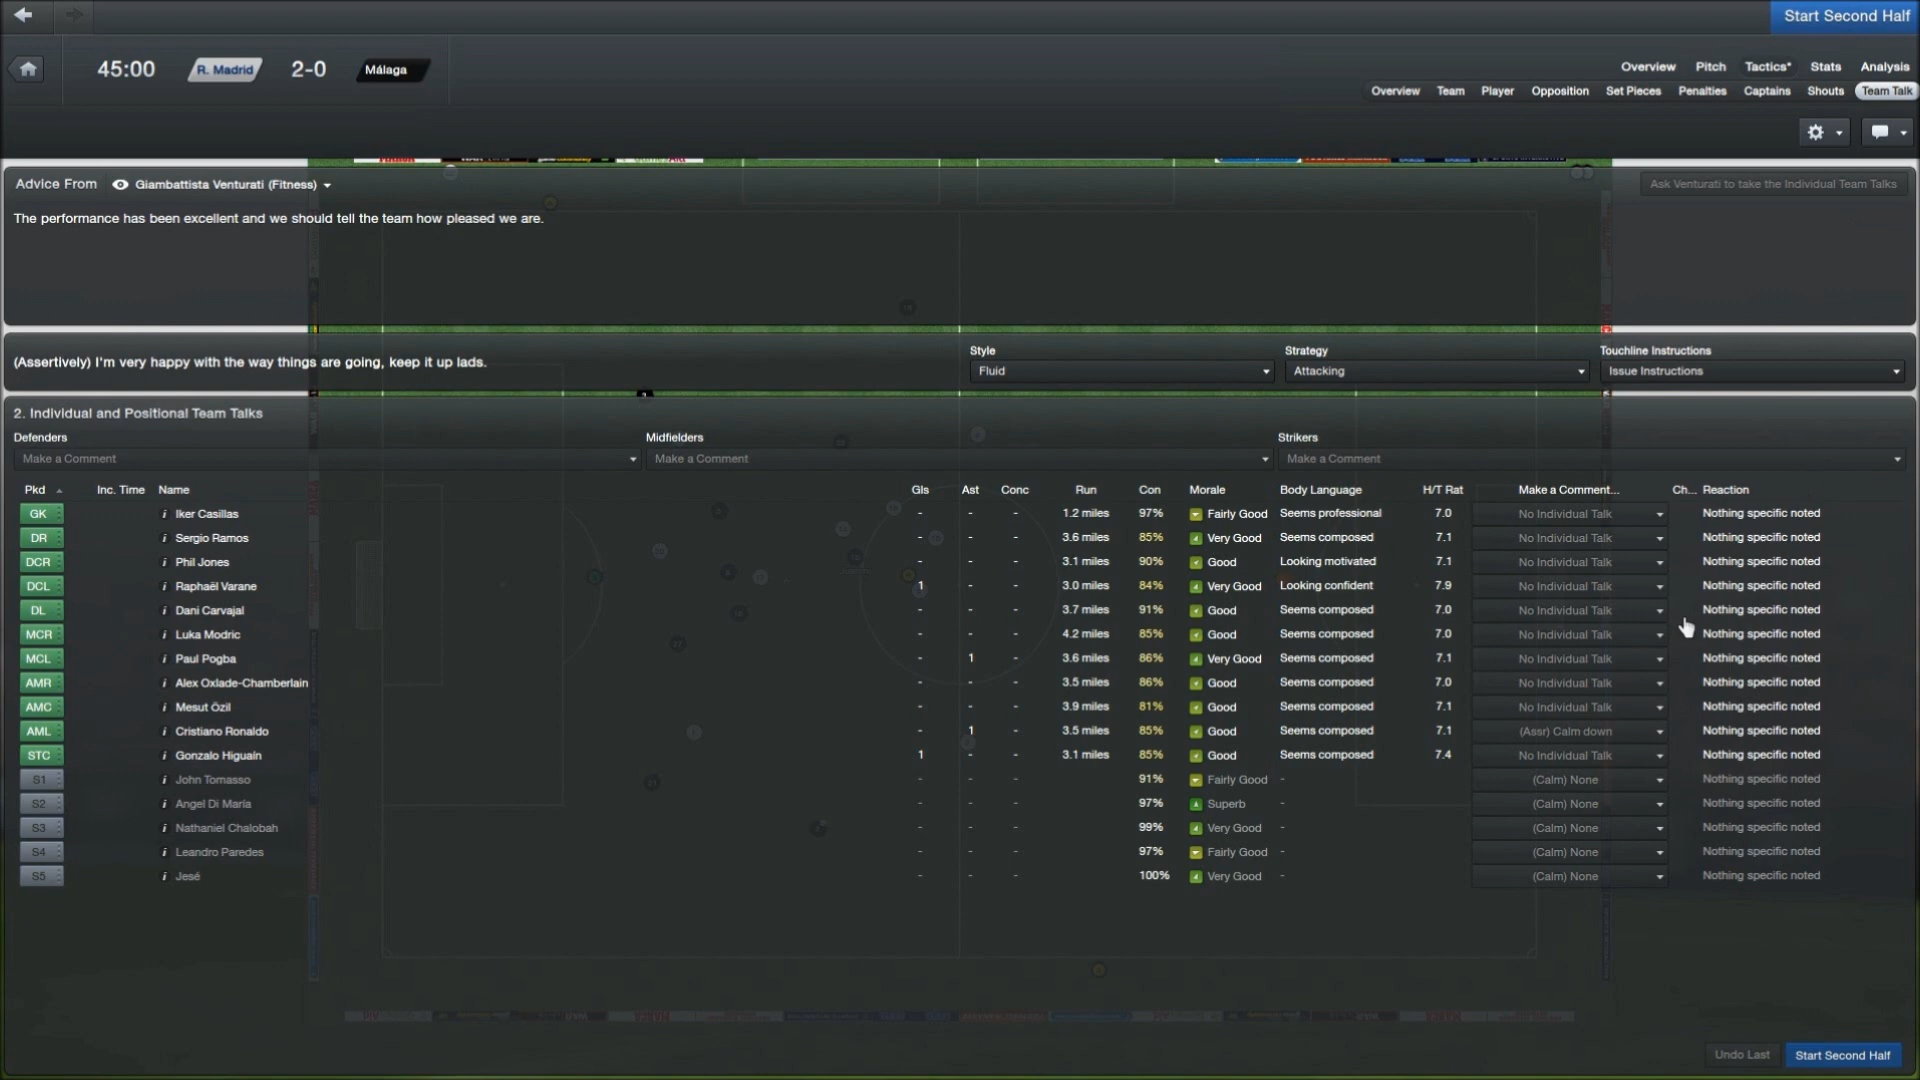 Start Second Half
45:00 R. Madrid 2-0 Málaga
Overview Pitch Tactics* Stats Analysis
Overview Team Player Opposition Set Pieces Penalties Captains Shouts Team Talk
Advice From Giambattista Venturati (Fitness)
Ask Venturati to take the Individual Team Talks
The performance has been excellent and we should tell the team how pleased we are.
(Assertively) I'm very happy with the way things are going, keep it up lads.
Style Strategy Touchline Instructions
Fluid Attacking Issue Instructions
2. Individual and Positional Team Talks
Defenders Midfielders Strikers
Make a Comment Make a Comment Make a Comment
Pkd Inc. Time Name Gls Ast Conc Run Con Morale Body Language H/T Rat Make a Comment... Ch... Reaction
GK i Iker Casillas - - - 1.2 miles 97% Fairly Good Seems professional 7.0 No Individual Talk Nothing specific noted
DR i Sergio Ramos - - - 3.6 miles 85% Very Good Seems composed 7.1 No Individual Talk Nothing specific noted
DCR i Phil Jones - - - 3.1 miles 90% Good Looking motivated 7.1 No Individual Talk Nothing specific noted
DCL i Raphaël Varane 1 - - 3.0 miles 84% Very Good Looking confident 7.9 No Individual Talk Nothing specific noted
DL i Dani Carvajal - - - 3.7 miles 91% Good Seems composed 7.0 No Individual Talk Nothing specific noted
MCR i Luka Modric - - - 4.2 miles 85% Good Seems composed 7.0 No Individual Talk Nothing specific noted
MCL i Paul Pogba - 1 - 3.6 miles 86% Very Good Seems composed 7.1 No Individual Talk Nothing specific noted
AMR i Alex Oxlade-Chamberlain - - - 3.5 miles 86% Good Seems composed 7.0 No Individual Talk Nothing specific noted
AMC i Mesut Özil - - - 3.9 miles 81% Good Seems composed 7.1 No Individual Talk Nothing specific noted
AML i Cristiano Ronaldo - 1 - 3.5 miles 85% Good Seems composed 7.1 (Assr) Calm down Nothing specific noted
STC i Gonzalo Higuaín 1 - - 3.1 miles 85% Good Seems composed 7.4 No Individual Talk Nothing specific noted
S1 i John Tomasso - - - 91% Fairly Good - (Calm) None Nothing specific noted
S2 i Angel Di María - - - 97% Superb - (Calm) None Nothing specific noted
S3 i Nathaniel Chalobah - - - 99% Very Good - (Calm) None Nothing specific noted
S4 i Leandro Paredes - - - 97% Fairly Good - (Calm) None Nothing specific noted
S5 i Jesé - - - 100% Very Good - (Calm) None Nothing specific noted
Undo Last Start Second Half